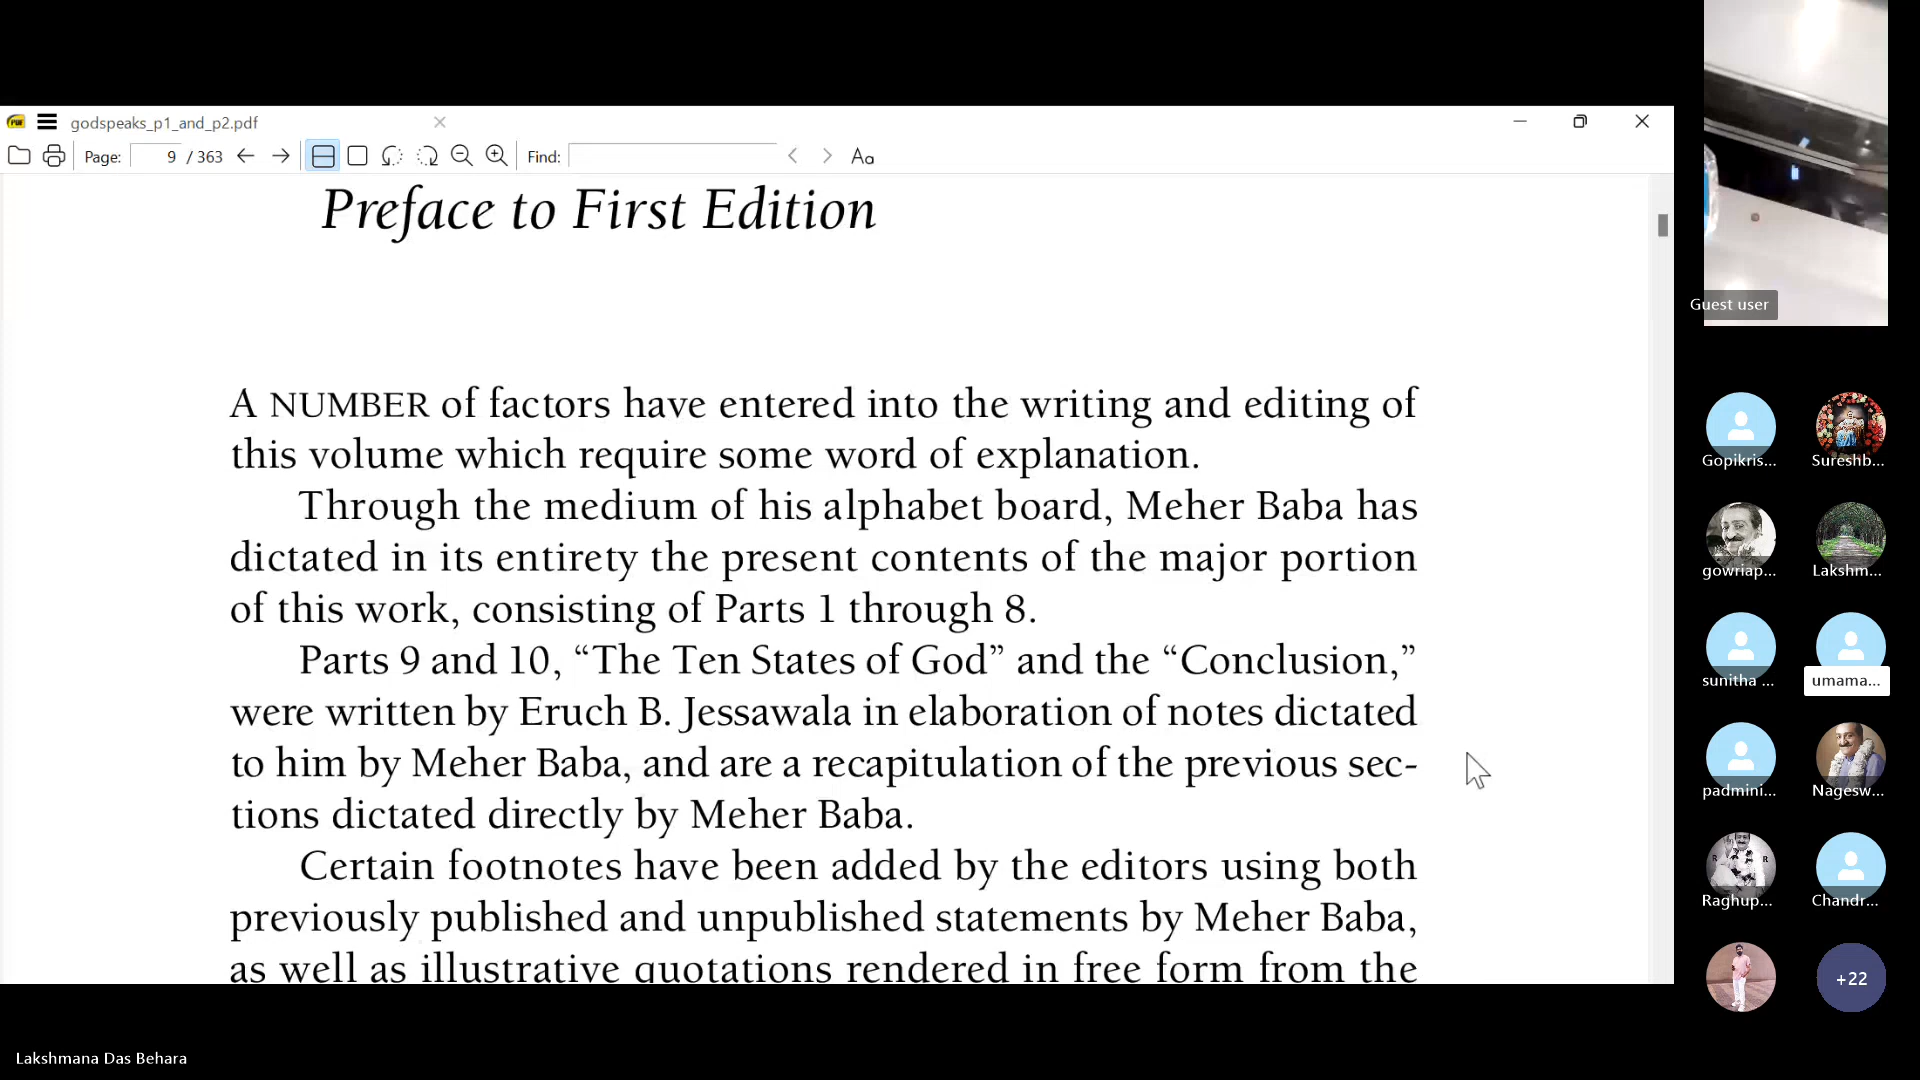 godspeaks_p1_and_p2.pdf
Page: 9 / 363 Find: Aa
Preface to First Edition
A NUMBER of factors have entered into the writing and editing of
this volume which require some word of explanation.
Through the medium of his alphabet board, Meher Baba has
dictated in its entirety the present contents of the major portion
of this work, consisting of Parts 1 through 8.
Parts 9 and 10, “The Ten States of God” and the “Conclusion,”
were written by Eruch B. Jessawala in elaboration of notes dictated
to him by Meher Baba, and are a recapitulation of the previous sec-
tions dictated directly by Meher Baba.
Certain footnotes have been added by the editors using both
previously published and unpublished statements by Meher Baba,
as well as illustrative quotations rendered in free form from the
Guest user
Gopikris... Sureshb...
gowriap... Lakshm...
sunitha ... umama...
padmini... Nagesw...
Raghup... Chandr...
+22
Lakshmana Das Behara